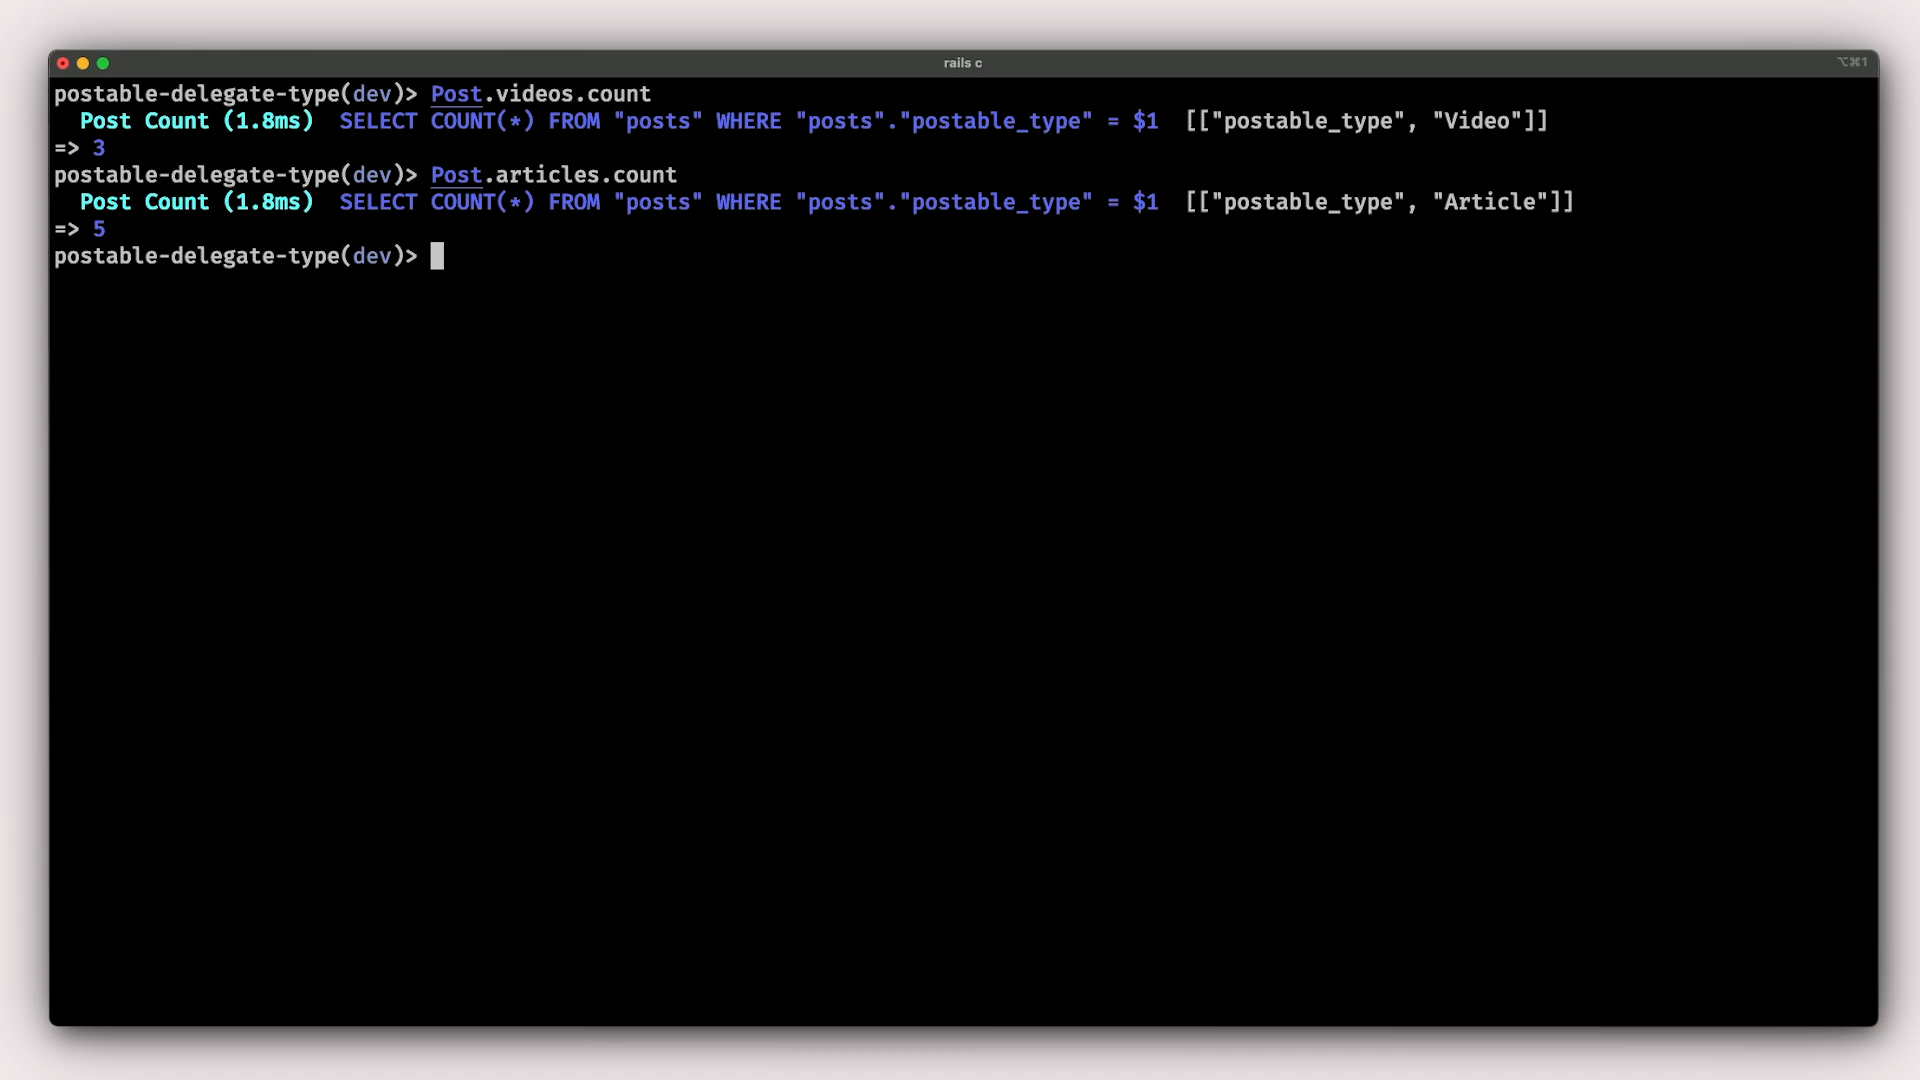 rails c
⌥⌘1
postable-delegate-type(dev)> Post.videos.count
  Post Count (1.8ms)  SELECT COUNT(*) FROM "posts" WHERE "posts"."postable_type" = $1  [["postable_type", "Video"]]
=> 3
postable-delegate-type(dev)> Post.articles.count
  Post Count (1.8ms)  SELECT COUNT(*) FROM "posts" WHERE "posts"."postable_type" = $1  [["postable_type", "Article"]]
=> 5
postable-delegate-type(dev)>